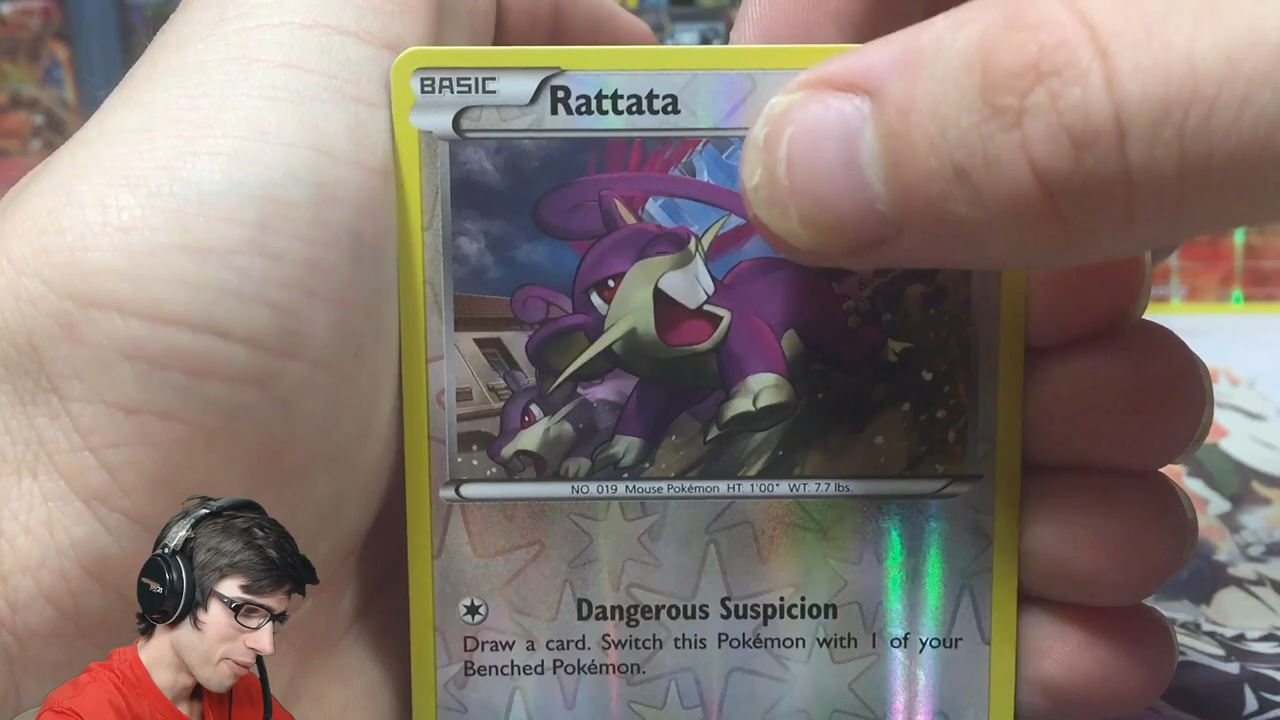 BASIC
Rattata
NO. 019 Mouse Pokémon HT: 1'00" WT: 7.7 lbs.
Dangerous Suspicion
Draw a card. Switch this Pokémon with 1 of your
Benched Pokémon.